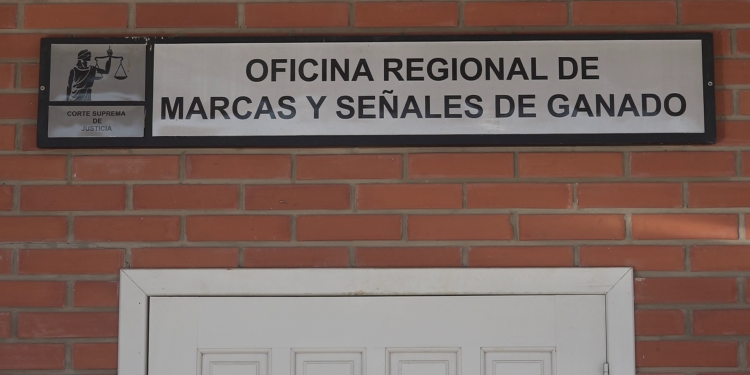 CORTE SUPREMA
DE
JUSTICIA
OFICINA REGIONAL DE
MARCAS Y SEÑALES DE GANADO